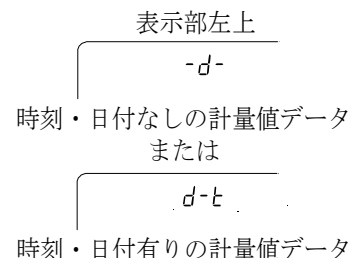 表示部左上
-d-
時刻・日付なしの計量値データ
または
d-t
時刻・日付有りの計量値データ